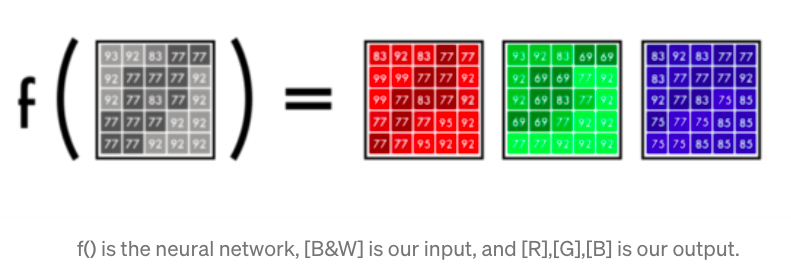 93 92 83 77 77 83 92 83 77 77 93 92 83 69 69 83 92 83 77 77
92 77 77 77 92 99 99 77 77 92 92 69 69 77 92 83 77 77 77 92
f ( 92 77 83 77 92 ) = 99 77 83 77 92 92 69 83 77 92 92 77 83 75 85
77 77 77 92 92 77 77 77 95 92 69 69 77 92 92 75 77 75 85 85
77 77 92 92 92 77 77 95 92 92 77 77 92 92 92 75 75 85 85 85
f() is the neural network, [B&W] is our input, and [R],[G],[B] is our output.